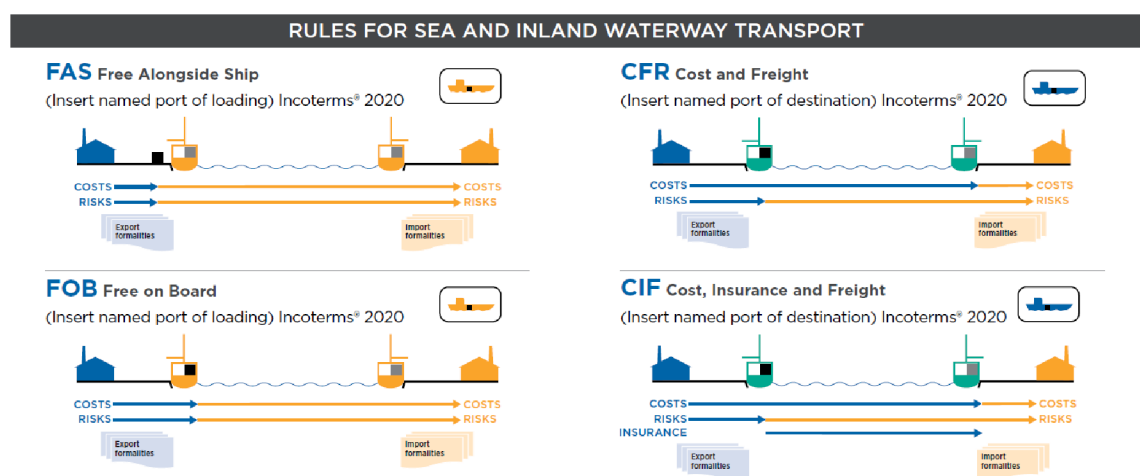 RULES FOR SEA AND INLAND WATERWAY TRANSPORT
FAS Free Alongside Ship
(Insert named port of loading) Incoterms® 2020
COSTS COSTS
RISKS RISKS
Export
formalities
Import
formalities
FOB Free on Board
(Insert named port of loading) Incoterms® 2020
COSTS COSTS
RISKS RISKS
Export
formalities
Import
formalities
CFR Cost and Freight
(Insert named port of destination) Incoterms® 2020
COSTS COSTS
RISKS RISKS
Export
formalities
Import
formalities
CIF Cost, Insurance and Freight
(Insert named port of destination) Incoterms® 2020
COSTS COSTS
RISKS RISKS
INSURANCE
Export
formalities
Import
formalities